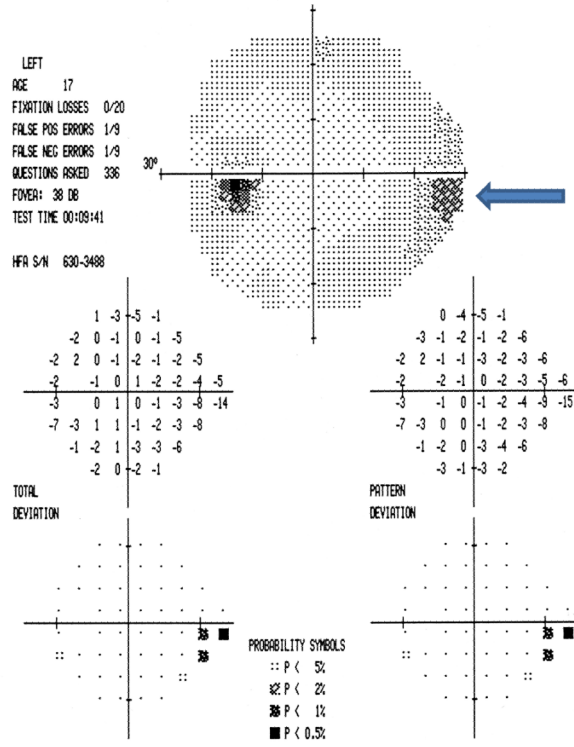 LEFT
AGE 17
FIXATION LOSSES 0/20
FALSE POS ERRORS 1/9
FALSE NEG ERRORS 1/9
QUESTIONS ASKED 336
FOVEA: 38 DB
TEST TIME 00:09:41
HFA S/N 630-3488
30°
1 -3 -5 -1
-2 0 -1 0 -1 -5
-2 2 0 -1 -2 -1 -2 -5
-2 -1 0 1 -2 -2 -4 -5
-3 0 1 0 -1 -3 -8 -14
-7 -3 1 1 -1 -2 -3 -8
-1 -2 1 -3 -3 -6
-2 0 -2 -1
TOTAL
DEVIATION
0 -4 -5 -1
-3 -1 -2 -1 -2 -6
-2 2 -1 -1 -3 -2 -3 -6
-2 -2 -1 0 -2 -3 -5 -6
-3 -1 0 -1 -2 -4 -9 -15
-7 -3 0 0 -1 -2 -3 -8
-1 -2 0 -3 -4 -6
-3 -1 -3 -2
PATTERN
DEVIATION
PROBABILITY SYMBOLS
P < 5%
P < 2%
P < 1%
P < 0.5%